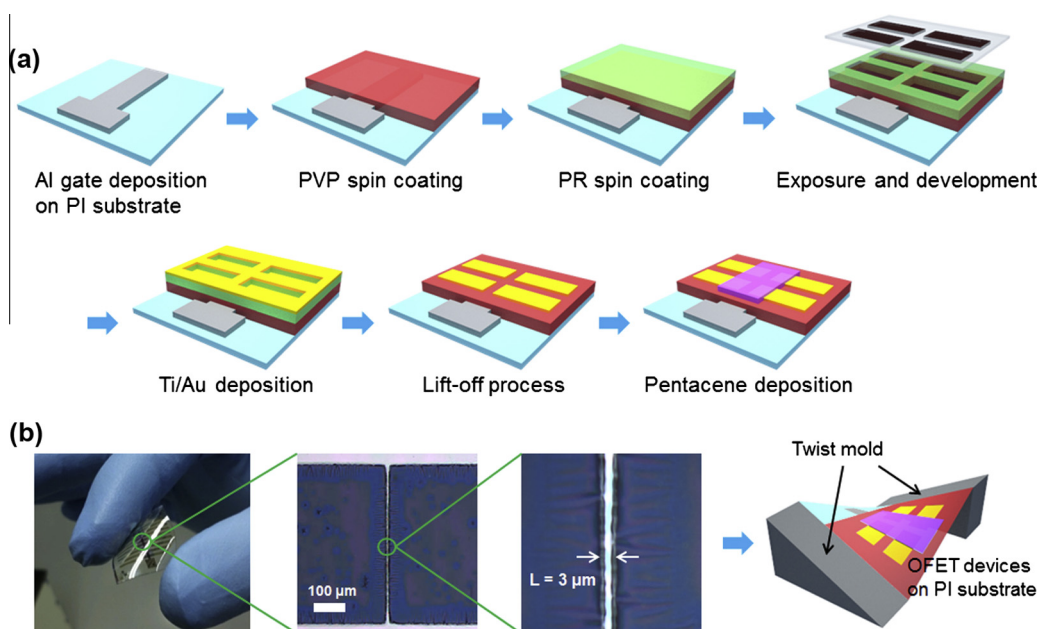 (a)
Al gate deposition
on PI substrate
PVP spin coating
PR spin coating
Exposure and development
Ti/Au deposition
Lift-off process
Pentacene deposition
(b)
100 µm
L = 3 µm
Twist mold
OFET devices
on PI substrate